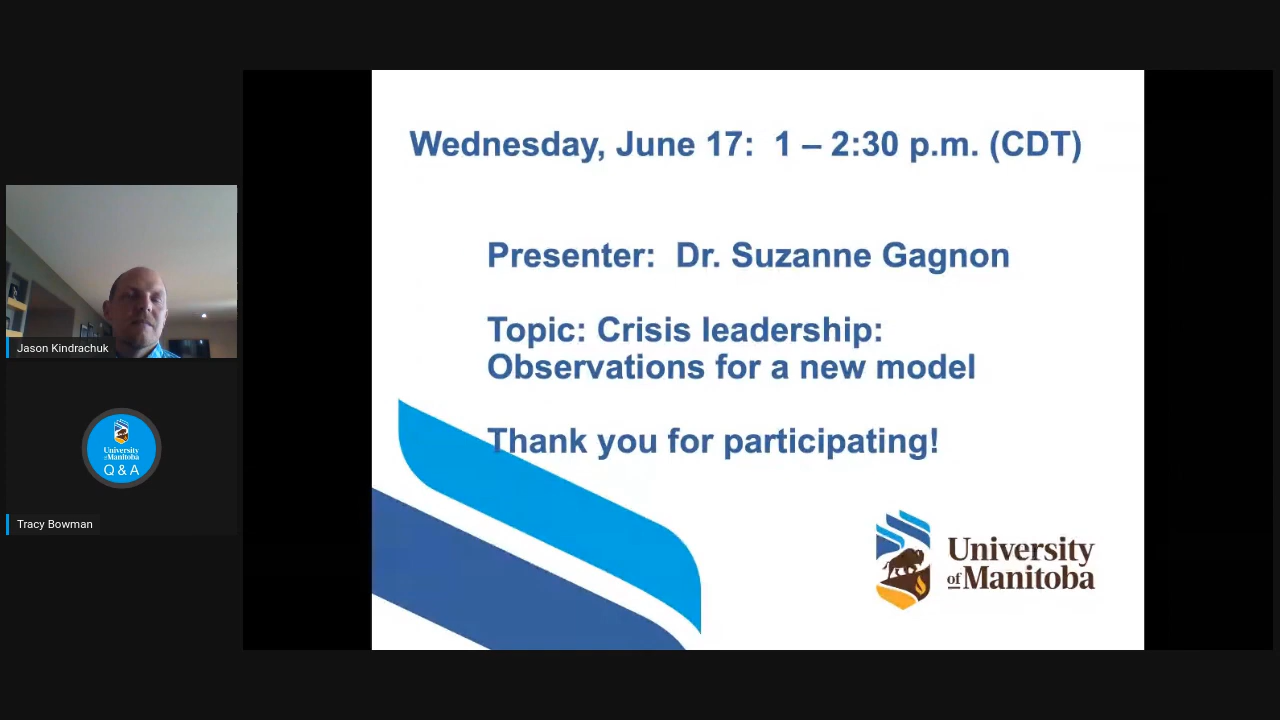 Wednesday, June 17:  1 – 2:30 p.m. (CDT)
Presenter:  Dr. Suzanne Gagnon
Topic: Crisis leadership:
Observations for a new model
Thank you for participating!
University
of Manitoba
Jason Kindrachuk
University
of Manitoba
Q & A
Tracy Bowman